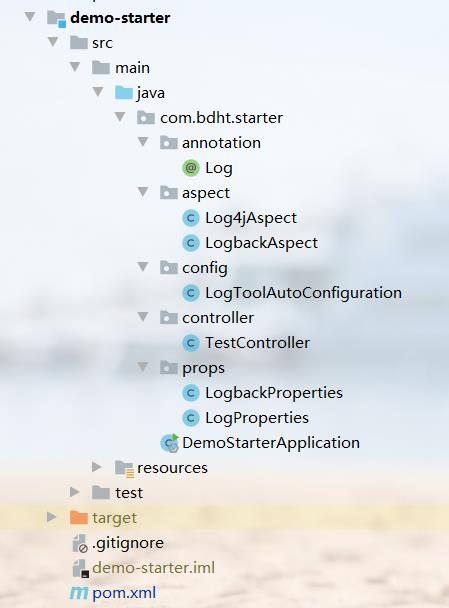 demo-starter
src
main
java
com.bdht.starter
annotation
Log
aspect
Log4jAspect
LogbackAspect
config
LogToolAutoConfiguration
controller
TestController
props
LogbackProperties
LogProperties
DemoStarterApplication
resources
test
target
.gitignore
demo-starter.iml
pom.xml